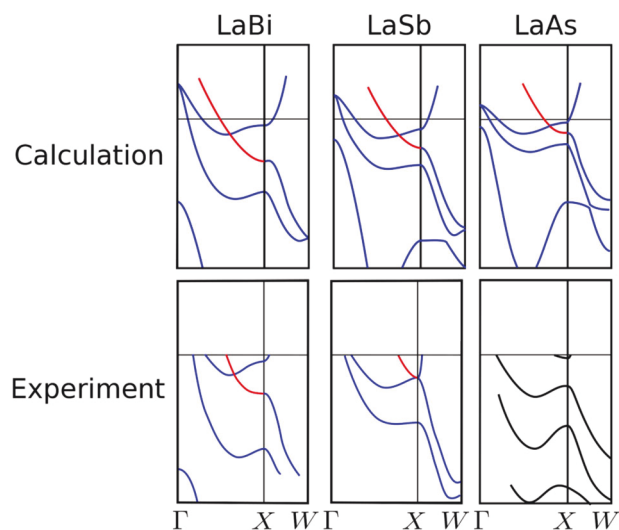 LaBi LaSb LaAs
Calculation
Experiment
Γ X W Γ X W Γ X W